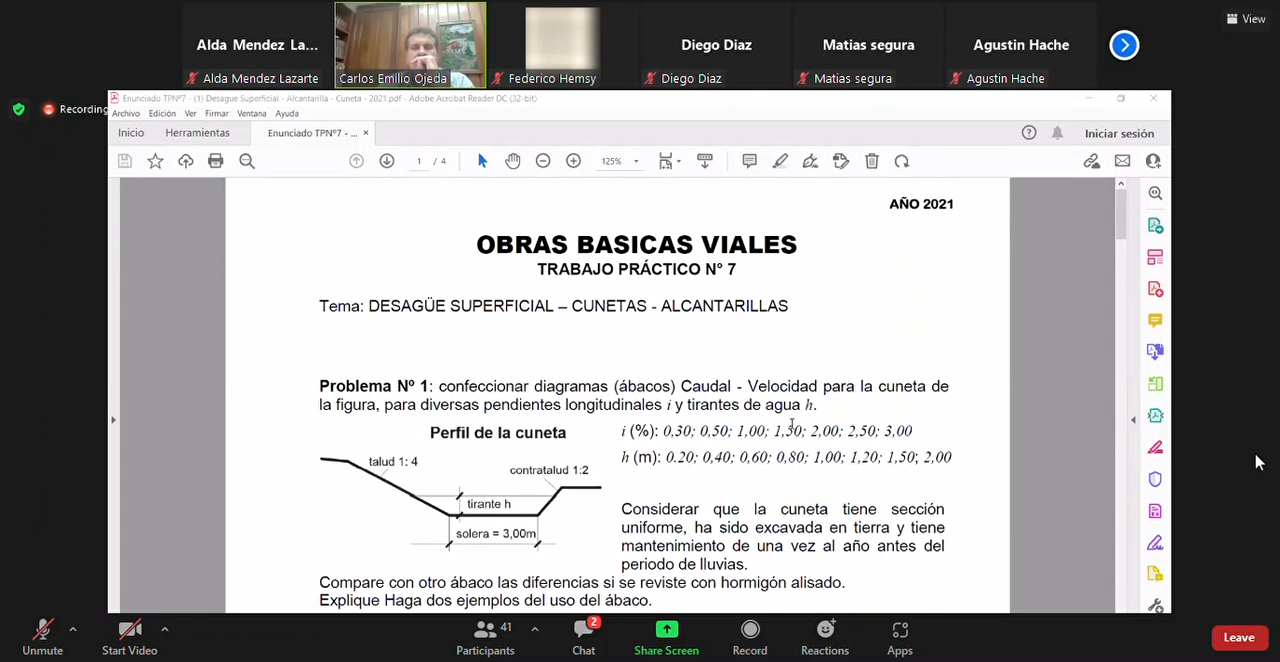 View
Alda Mendez La...
Diego Diaz
Matias segura
Agustin Hache
Alda Mendez Lazarte
Carlos Emilio Ojeda
Federico Hemsy
Diego Diaz
Matias segura
Agustin Hache
Recording
Enunciado TPNº7 - (1) Desague Superficial - Alcantarilla - Cuneta - 2021.pdf - Adobe Acrobat Reader DC (32-bit)
Archivo Edición Ver Firmar Ventana Ayuda
Inicio Herramientas Enunciado TPNº7 - ... × Iniciar sesión
1 / 4 125%
AÑO 2021
OBRAS BASICAS VIALES
TRABAJO PRÁCTICO N° 7
Tema: DESAGÜE SUPERFICIAL – CUNETAS - ALCANTARILLAS
Problema Nº 1: confeccionar diagramas (ábacos) Caudal - Velocidad para la cuneta de
la figura, para diversas pendientes longitudinales i y tirantes de agua h.
Perfil de la cuneta
talud 1: 4
contratalud 1:2
tirante h
solera = 3,00m
i (%): 0,30; 0,50; 1,00; 1,30; 2,00; 2,50; 3,00
h (m): 0.20; 0,40; 0,60; 0,80; 1,00; 1,20; 1,50; 2,00
Considerar que la cuneta tiene sección
uniforme, ha sido excavada en tierra y tiene
mantenimiento de una vez al año antes del
periodo de lluvias.
Compare con otro ábaco las diferencias si se reviste con hormigón alisado.
Explique Haga dos ejemplos del uso del ábaco.
Unmute
Start Video
41
Participants
2
Chat
Share Screen
Record
Reactions
Apps
Leave